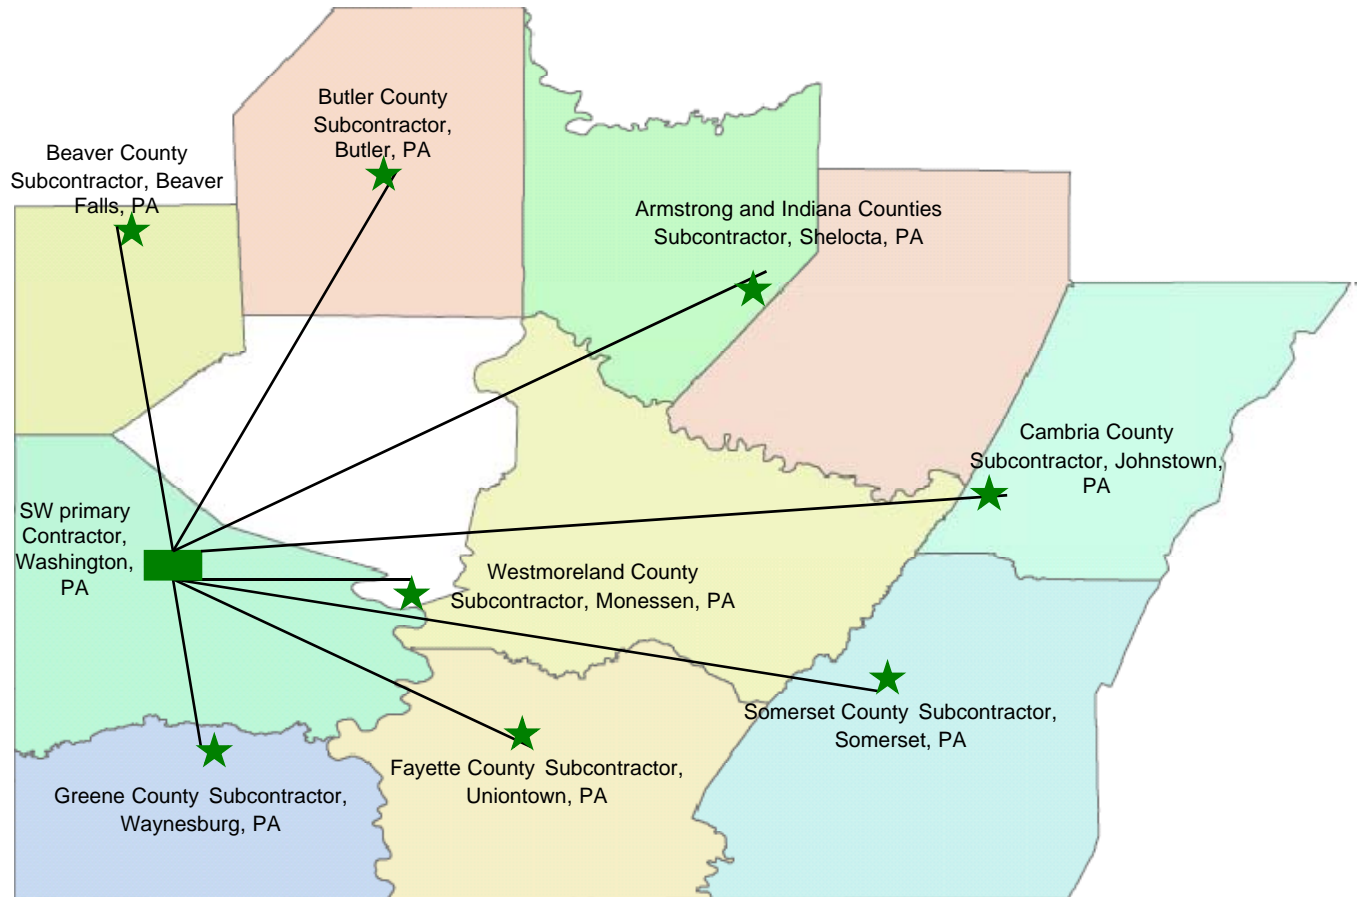 Butler County
Subcontractor,
Butler, PA
Beaver County
Subcontractor, Beaver
Falls, PA
Armstrong and Indiana Counties
Subcontractor, Shelocta, PA
Cambria County
Subcontractor, Johnstown,
PA
SW primary
Contractor,
Washington,
PA
Westmoreland County
Subcontractor, Monessen, PA
Somerset County Subcontractor,
Somerset, PA
Fayette County Subcontractor,
Uniontown, PA
Greene County Subcontractor,
Waynesburg, PA